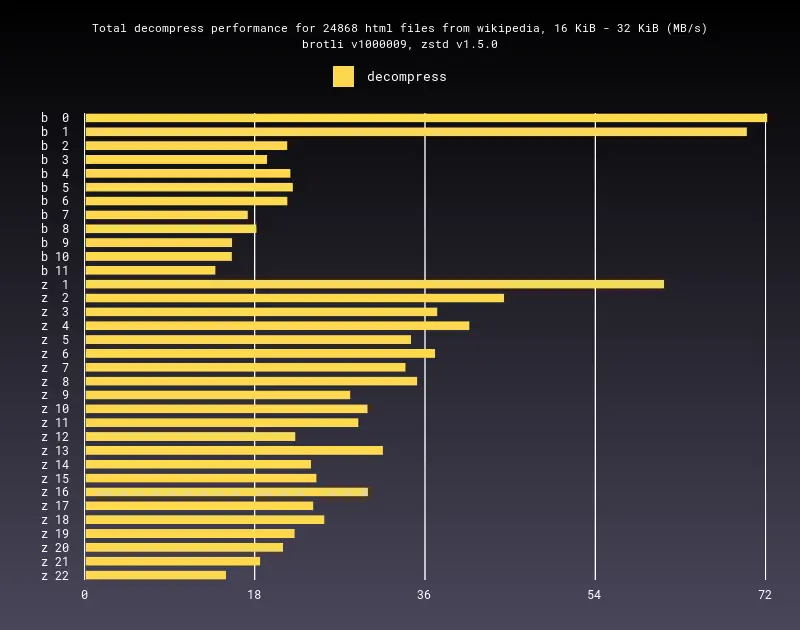 Total decompress performance for 24868 html files from wikipedia, 16 KiB - 32 KiB (MB/s)
brotli v1000009, zstd v1.5.0
decompress
b 0
b 1
b 2
b 3
b 4
b 5
b 6
b 7
b 8
b 9
b 10
b 11
z 1
z 2
z 3
z 4
z 5
z 6
z 7
z 8
z 9
z 10
z 11
z 12
z 13
z 14
z 15
z 16
z 17
z 18
z 19
z 20
z 21
z 22
0 18 36 54 72